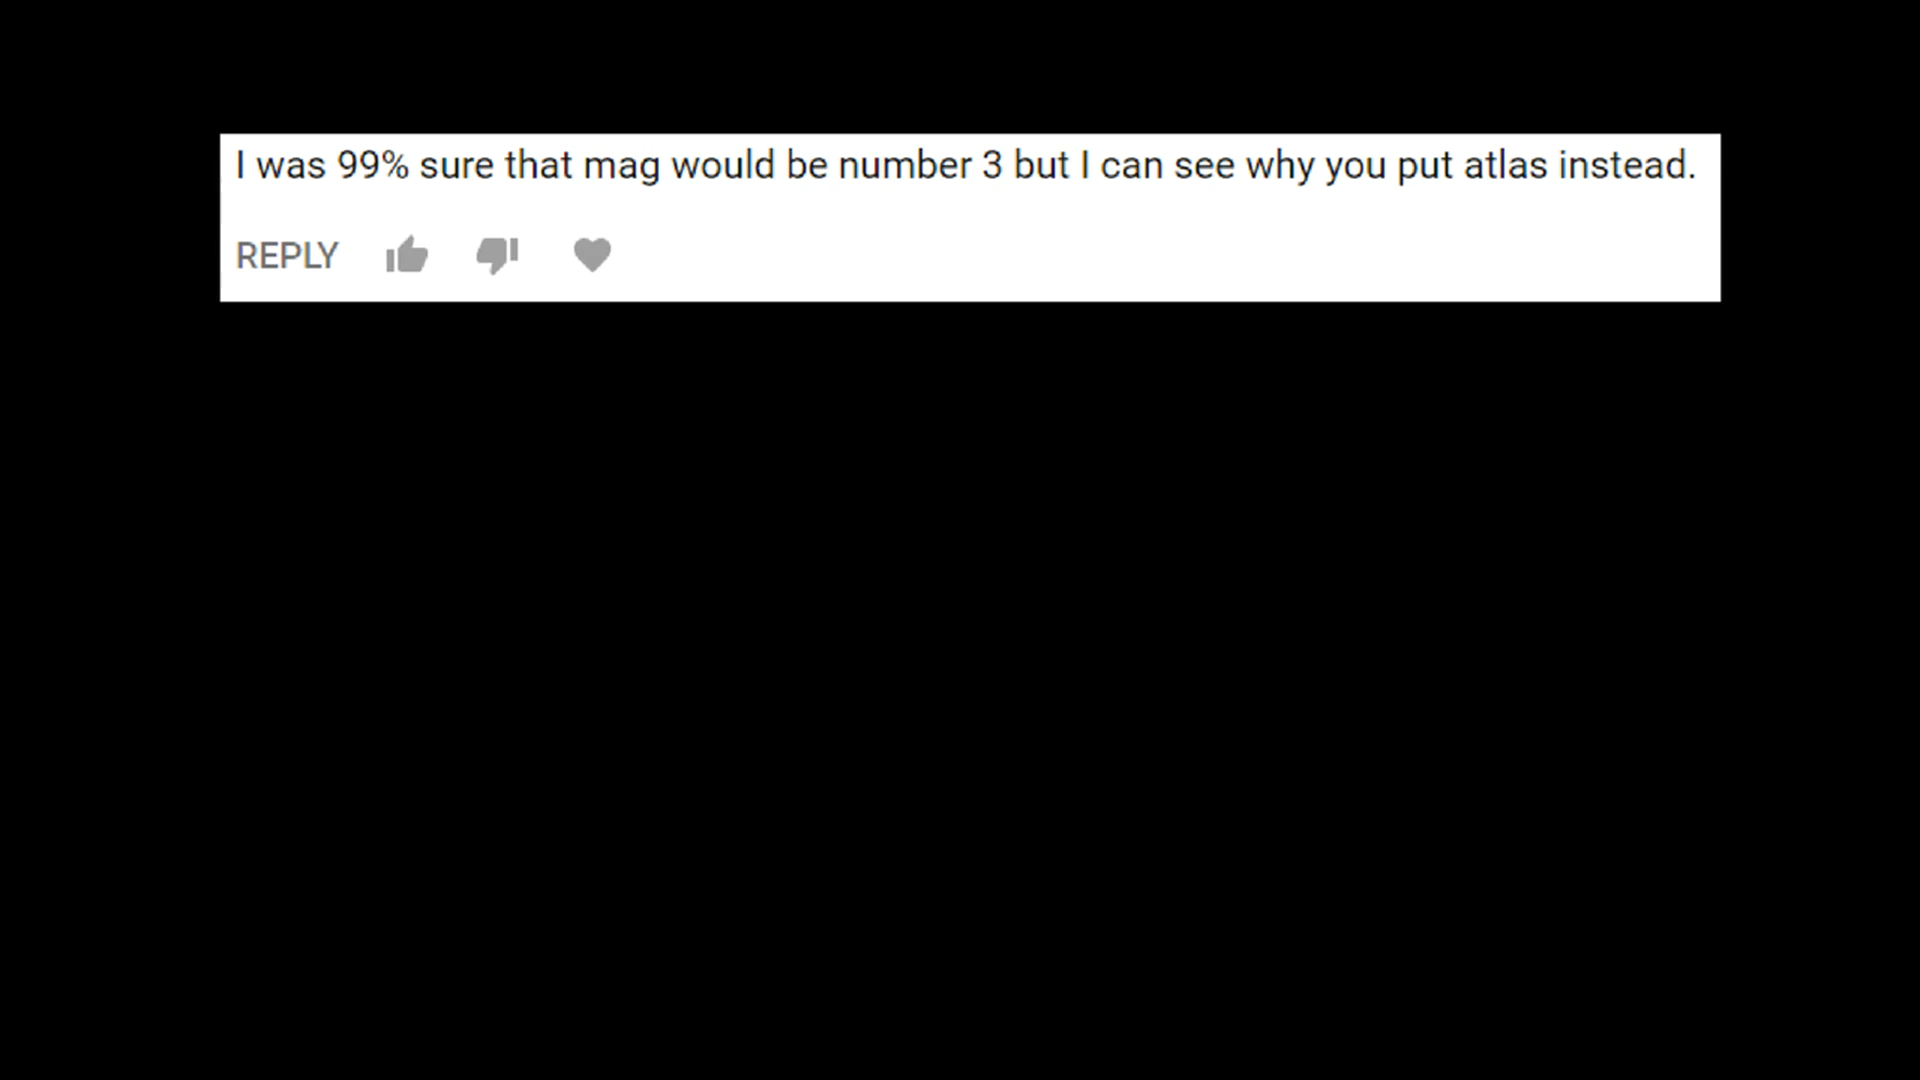 I was 99% sure that mag would be number 3 but I can see why you put atlas instead.
REPLY